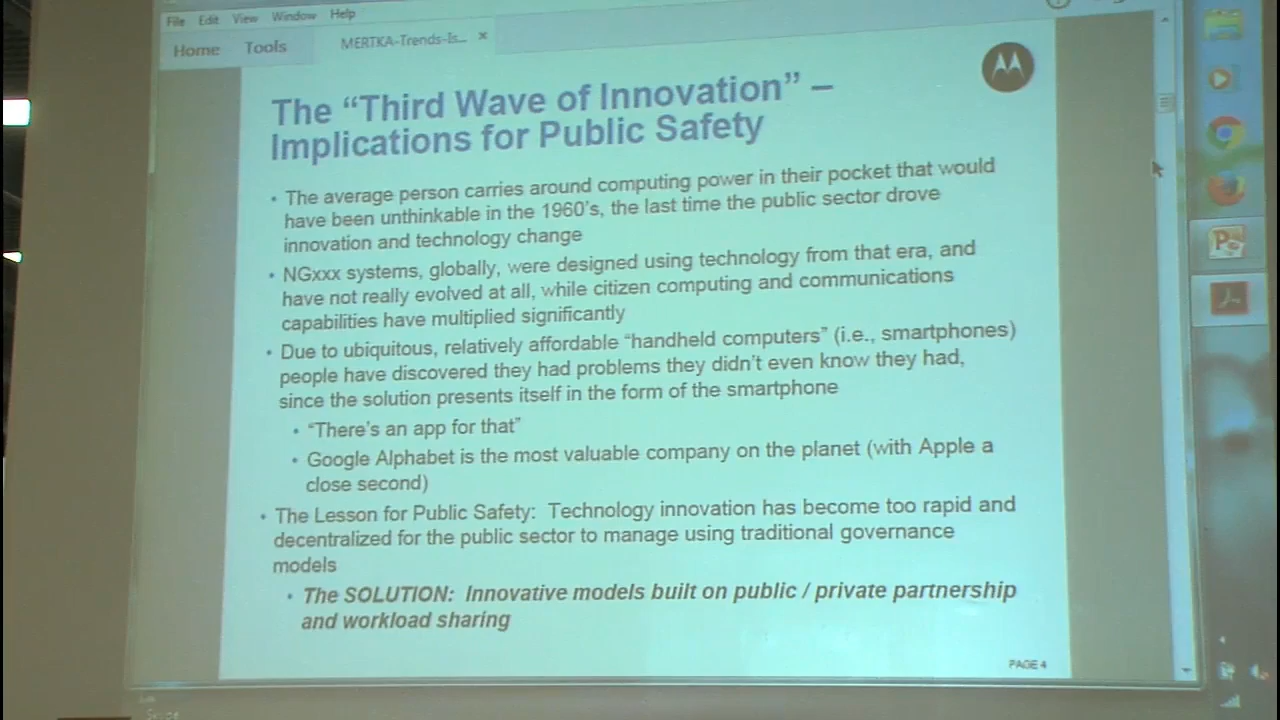 File Edit View Window Help
Home Tools MERTKA-Trends-Is... ×
The “Third Wave of Innovation” –
Implications for Public Safety
• The average person carries around computing power in their pocket that would
have been unthinkable in the 1960’s, the last time the public sector drove
innovation and technology change
• NGxxx systems, globally, were designed using technology from that era, and
have not really evolved at all, while citizen computing and communications
capabilities have multiplied significantly
• Due to ubiquitous, relatively affordable “handheld computers” (i.e., smartphones)
people have discovered they had problems they didn’t even know they had,
since the solution presents itself in the form of the smartphone
• “There’s an app for that”
• Google Alphabet is the most valuable company on the planet (with Apple a
close second)
• The Lesson for Public Safety: Technology innovation has become too rapid and
decentralized for the public sector to manage using traditional governance
models
• The SOLUTION: Innovative models built on public / private partnership
and workload sharing
PAGE 4